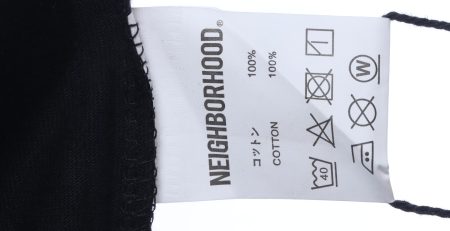 NEIGHBORHOOD®
コットン 100%
COTTON 100%
40
W